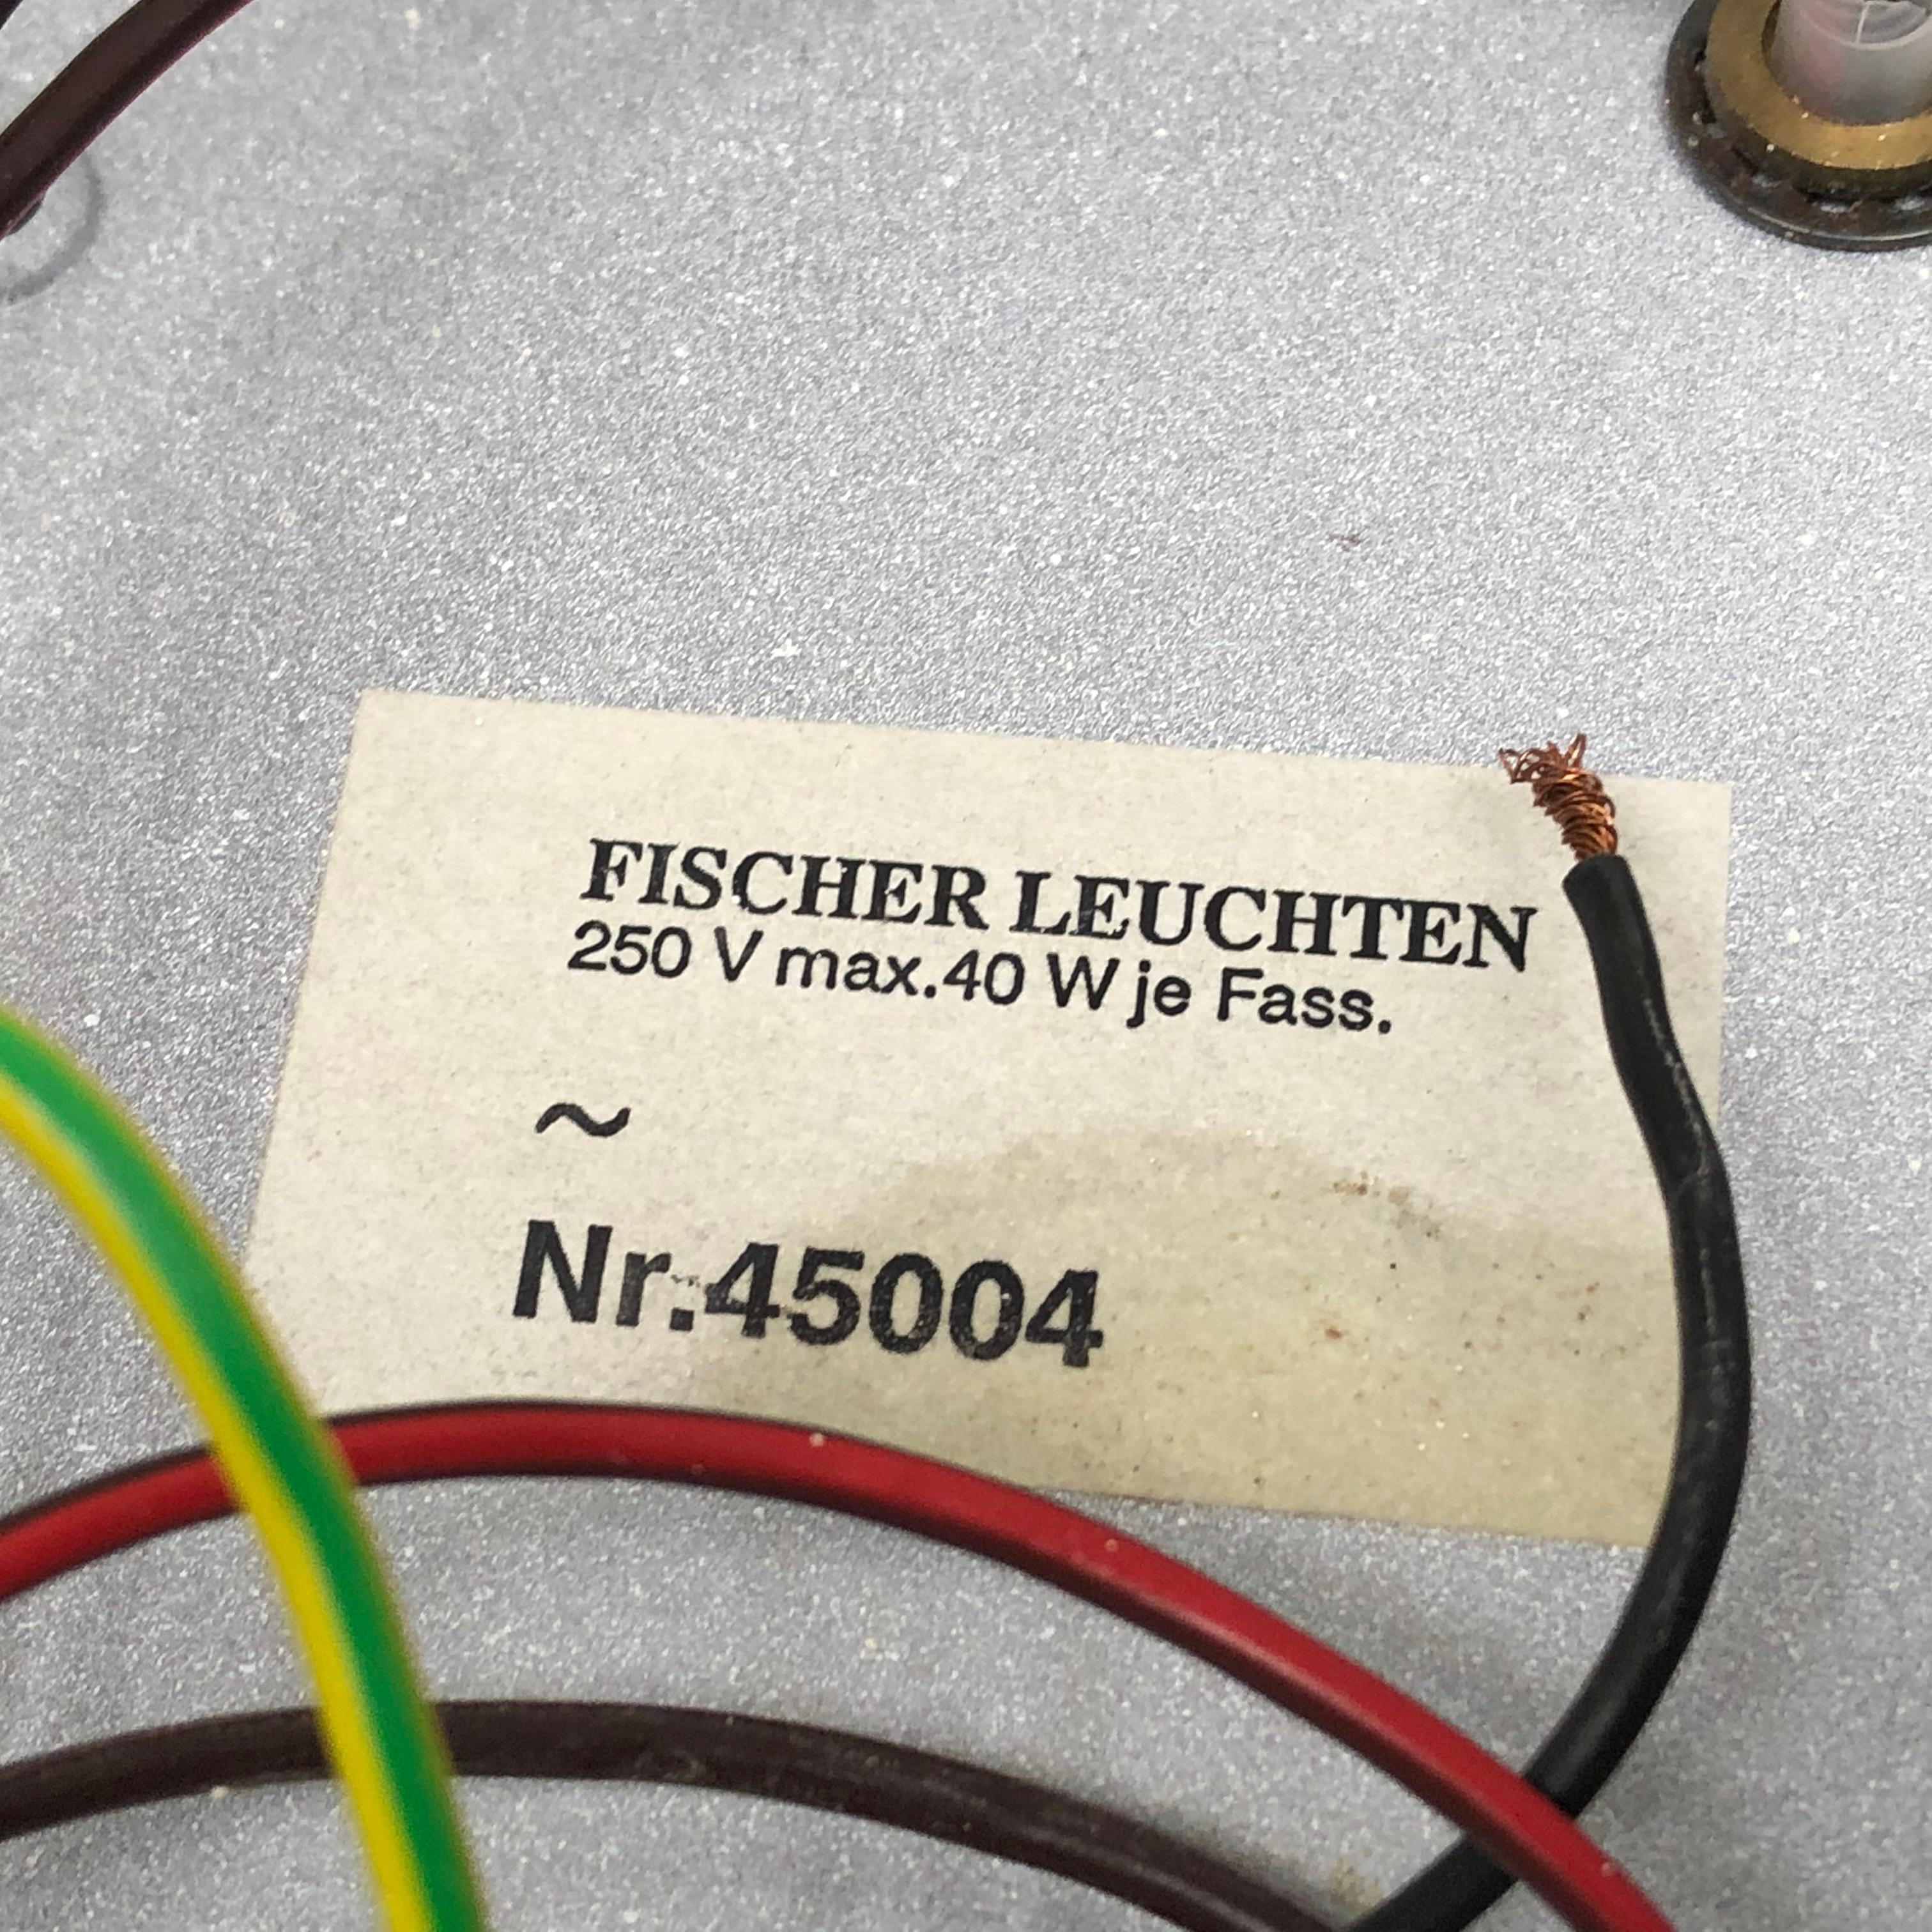 FISCHER LEUCHTEN
250 V max.40 W je Fass.
~
Nr.45004